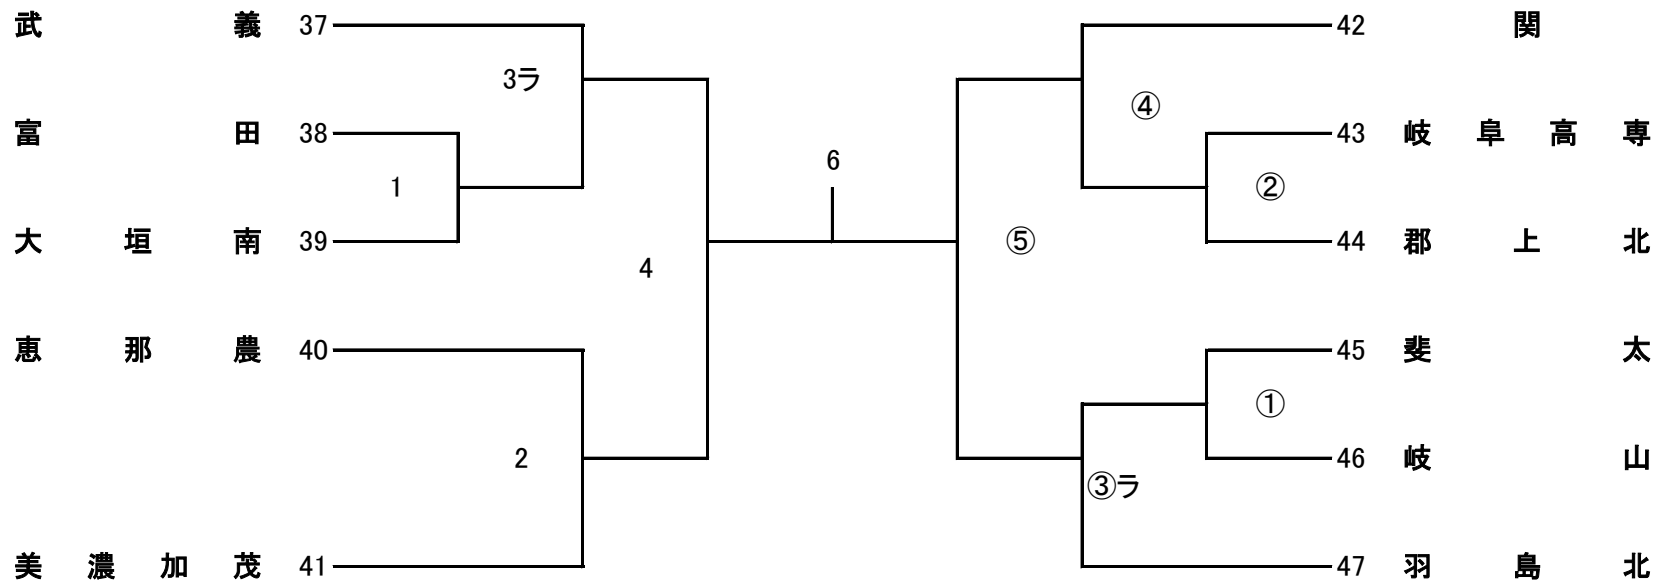 武義 37
3ラ
富田 38
1
大垣南 39
4
恵那農 40
2
美濃加茂 41
6
42 関
④
43 岐阜高専
②
44 郡上北
⑤
45 斐太
①
46 岐山
③ラ
47 羽島北